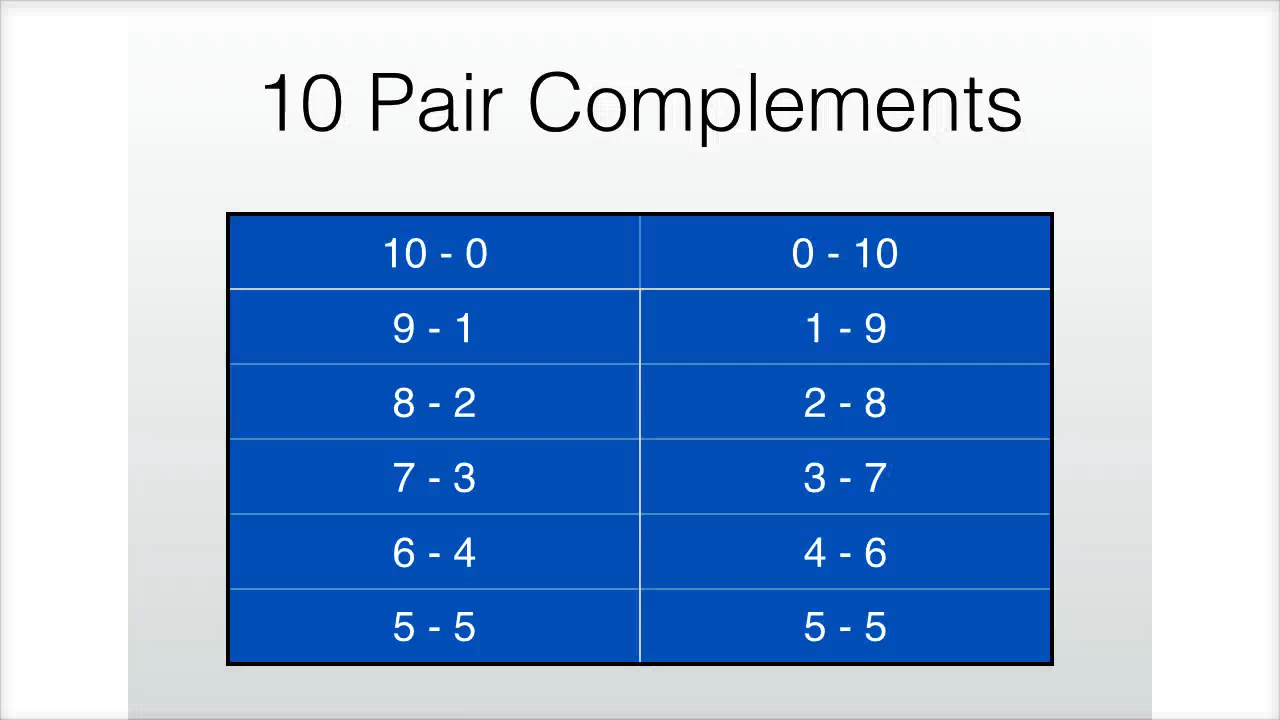 10 Pair Complements
10 - 0 0 - 10
9 - 1 1 - 9
8 - 2 2 - 8
7 - 3 3 - 7
6 - 4 4 - 6
5 - 5 5 - 5